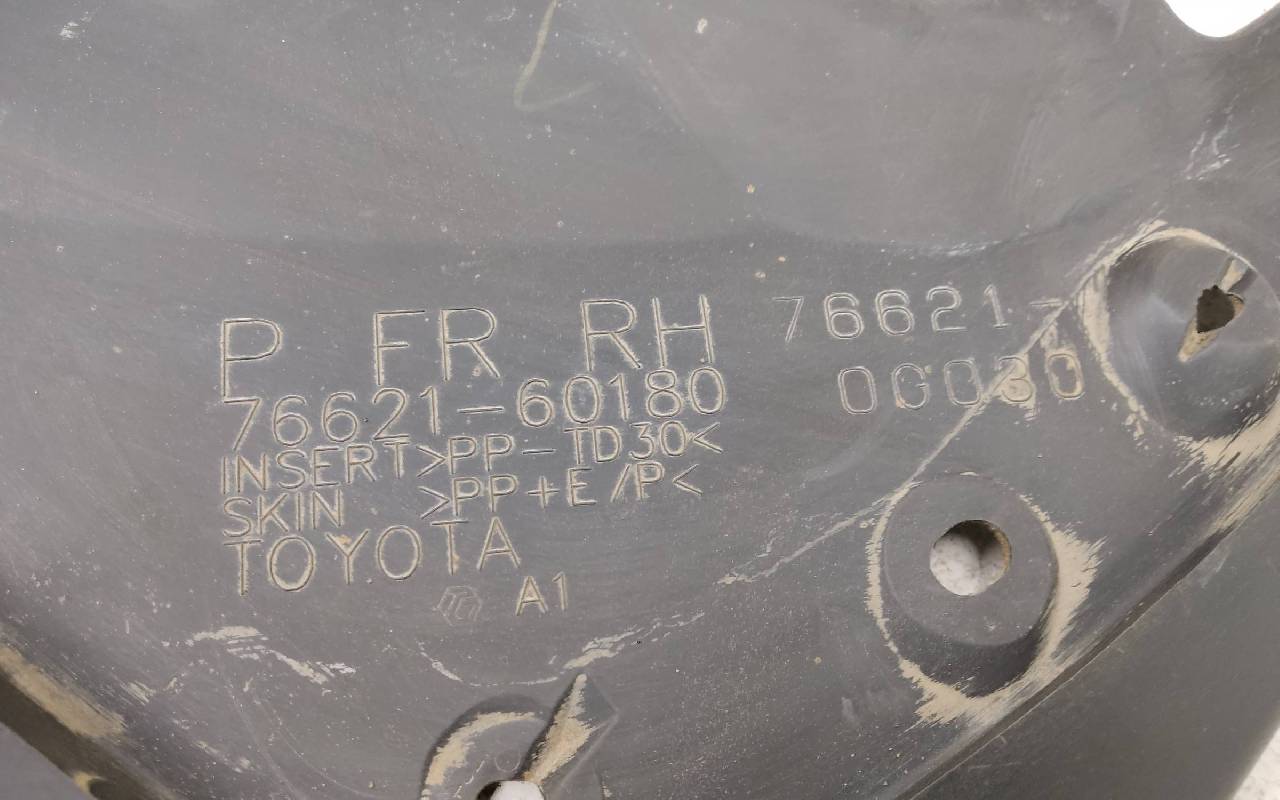 P FR RH
76621-60180
INSERT>PP-TD30<
SKIN >PP+E/P<
TOYOTA
A1
76621-
0G030